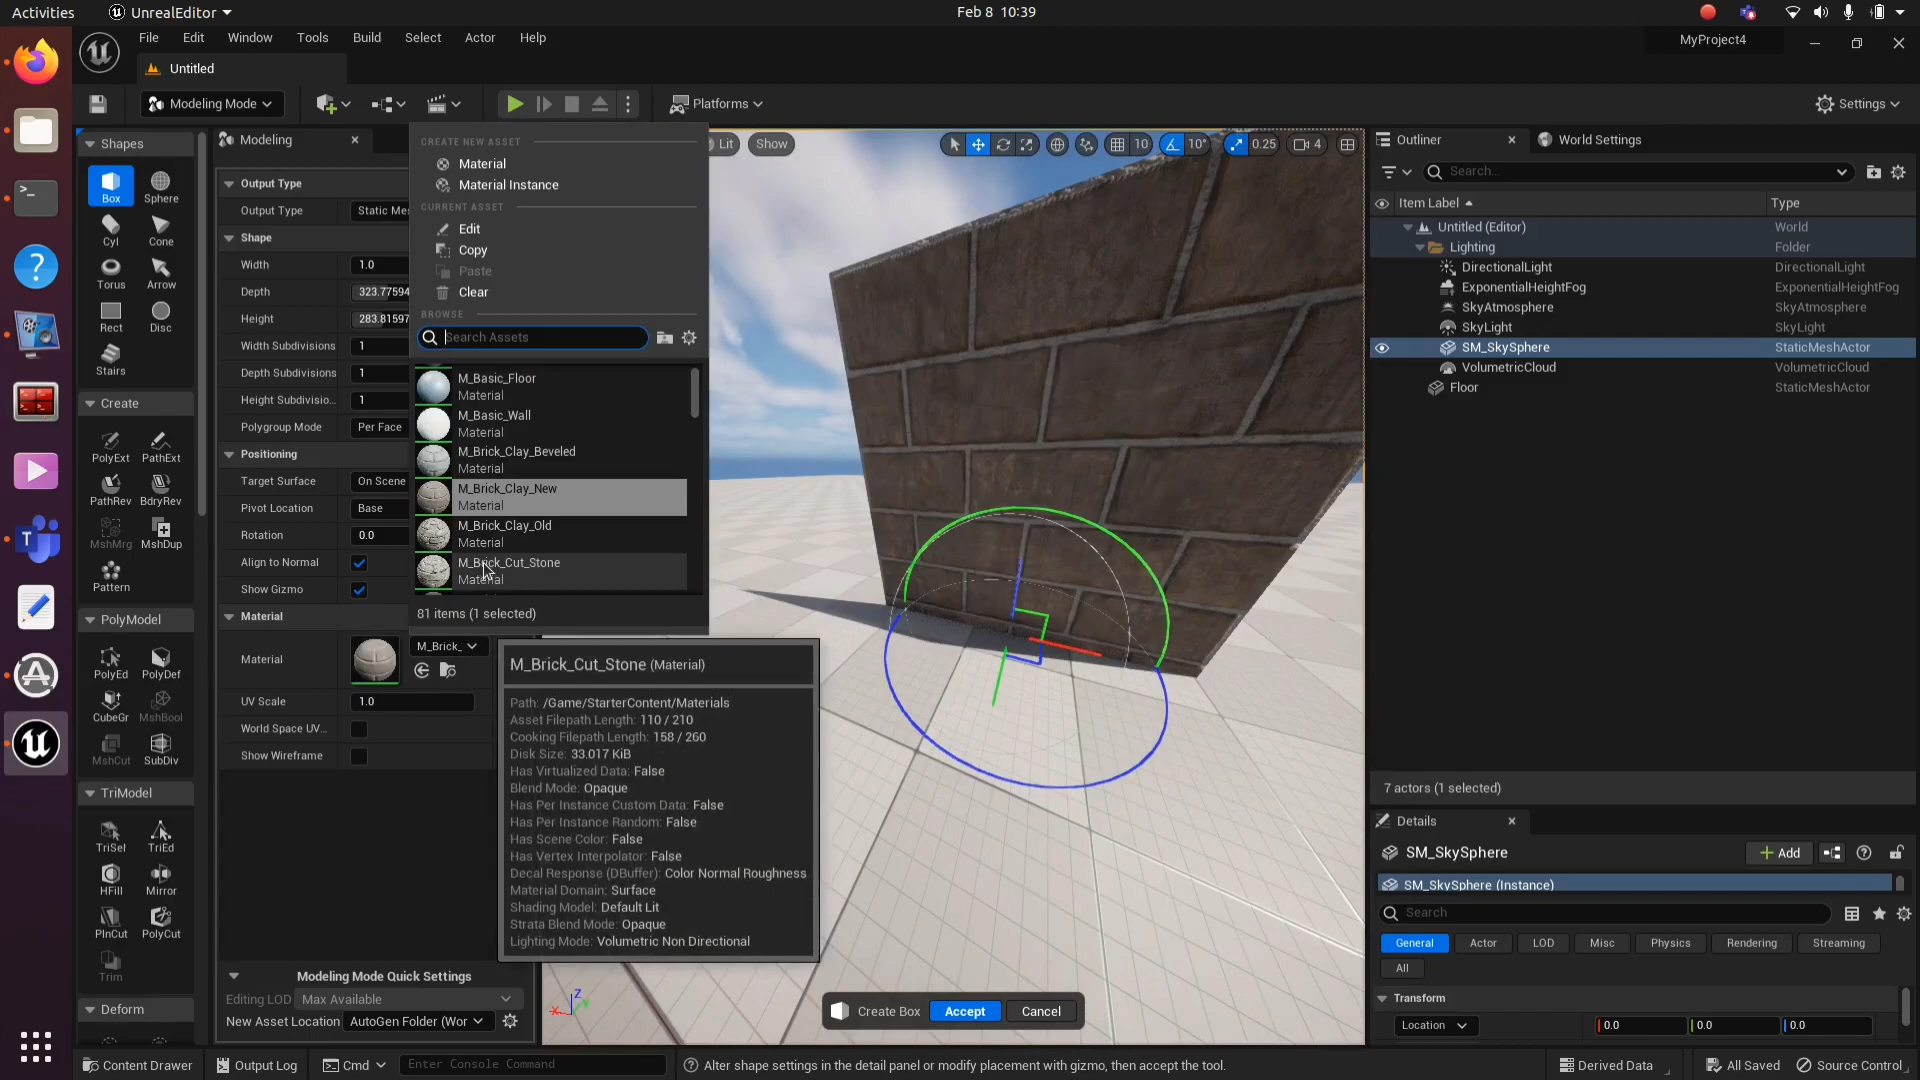 Activities
UnrealEditor
Feb 8 10:39
File Edit Window Tools Build Select Actor Help
MyProject4
Untitled
Modeling Mode
Platforms
Settings
Shapes
Box
Sphere
Cyl
Cone
Torus
Arrow
Rect
Disc
Stairs
Create
PolyExt
PathExt
PathRev
BdryRev
MshMrg
MshDup
Pattern
PolyModel
PolyEd
PolyDef
CubeGr
MshBool
MshCut
SubDiv
TriModel
TriSel
TriEd
HFill
Mirror
PlnCut
PolyCut
Trim
Deform
Modeling
Output Type
Output Type Static Mes
Shape
Width 1.0
Depth 323.77594
Height 283.81597
Width Subdivisions 1
Depth Subdivisions 1
Height Subdivisio... 1
Polygroup Mode Per Face
Positioning
Target Surface On Scene
Pivot Location Base
Rotation 0.0
Align to Normal
Show Gizmo
Material
Material
M_Brick_
UV Scale 1.0
World Space UV...
Show Wireframe
Modeling Mode Quick Settings
Editing LOD Max Available
New Asset Location AutoGen Folder (Wor
CREATE NEW ASSET
Material
Material Instance
CURRENT ASSET
Edit
Copy
Paste
Clear
BROWSE
Search Assets
M_Basic_Floor
Material
M_Basic_Wall
Material
M_Brick_Clay_Beveled
Material
M_Brick_Clay_New
Material
M_Brick_Clay_Old
Material
M_Brick_Cut_Stone
Material
81 items (1 selected)
M_Brick_Cut_Stone (Material)
Path: /Game/StarterContent/Materials
Asset Filepath Length: 110 / 210
Cooking Filepath Length: 158 / 260
Disk Size: 33.017 KiB
Has Virtualized Data: False
Blend Mode: Opaque
Has Per Instance Custom Data: False
Has Per Instance Random: False
Has Scene Color: False
Has Vertex Interpolator: False
Decal Response (DBuffer): Color Normal Roughness
Material Domain: Surface
Shading Model: Default Lit
Strata Blend Mode: Opaque
Lighting Mode: Volumetric Non Directional
Lit
Show
10
10°
0.25
4
Z
X
Y
Create Box
Accept
Cancel
Outliner
World Settings
Search...
Item Label Type
Untitled (Editor) World
Lighting Folder
DirectionalLight DirectionalLight
ExponentialHeightFog ExponentialHeightFog
SkyAtmosphere SkyAtmosphere
SkyLight SkyLight
SM_SkySphere StaticMeshActor
VolumetricCloud VolumetricCloud
Floor StaticMeshActor
7 actors (1 selected)
Details
SM_SkySphere
Add
SM_SkySphere (Instance)
Search
General
Actor
LOD
Misc
Physics
Rendering
Streaming
All
Transform
Location
0.0
0.0
0.0
Content Drawer
Output Log
Cmd
Enter Console Command
Alter shape settings in the detail panel or modify placement with gizmo, then accept the tool.
Derived Data
All Saved
Source Control